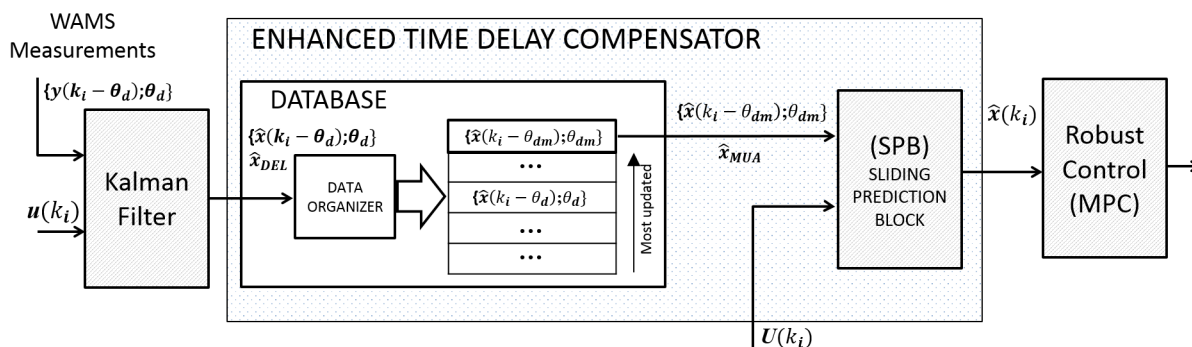 WAMS
Measurements
{y(k_i − θ_d);θ_d}
u(k_i)
Kalman
Filter
ENHANCED TIME DELAY COMPENSATOR
DATABASE
{x̂(k_i − θ_d);θ_d}
x̂_DEL
DATA
ORGANIZER
{x̂(k_i − θ_dm);θ_dm}
...
{x̂(k_i − θ_d);θ_d}
...
...
Most updated
{x̂(k_i − θ_dm);θ_dm}
x̂_MUA
(SPB)
SLIDING
PREDICTION
BLOCK
U(k_i)
x̂(k_i)
Robust
Control
(MPC)